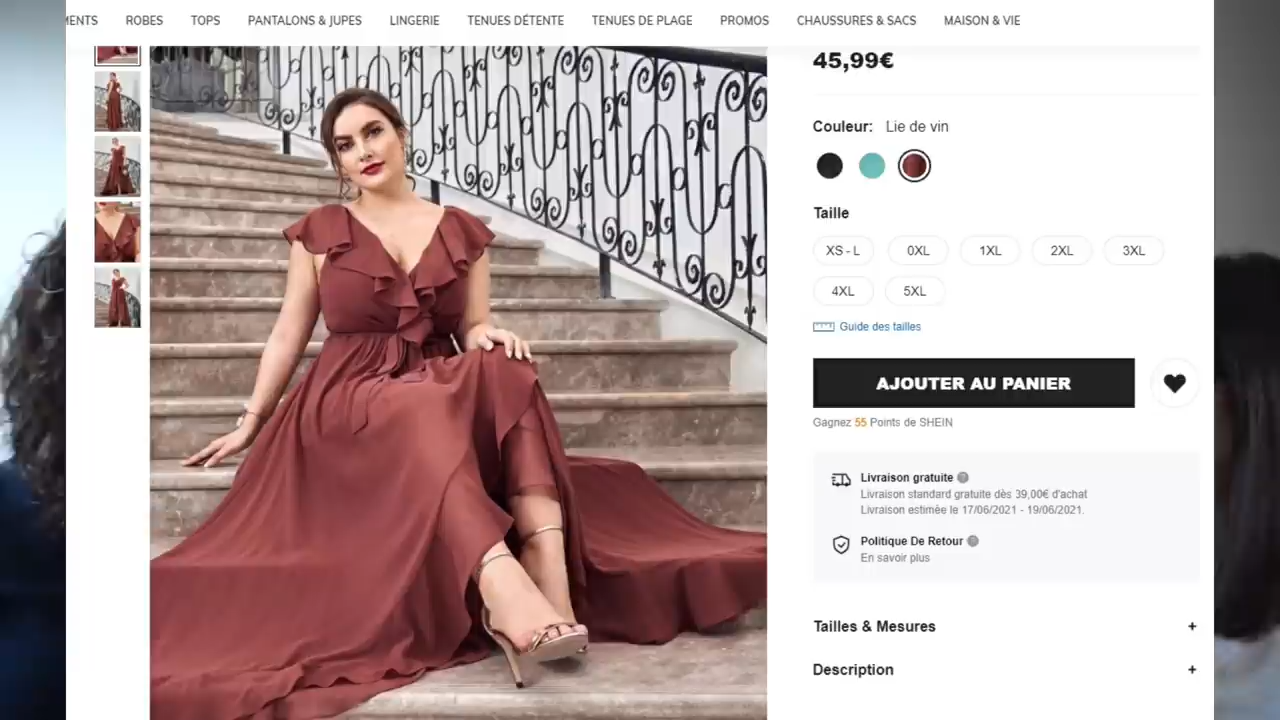 MENTS ROBES TOPS PANTALONS & JUPES LINGERIE TENUES DÉTENTE TENUES DE PLAGE PROMOS CHAUSSURES & SACS MAISON & VIE
45,99€
Couleur: Lie de vin
Taille
XS - L 0XL 1XL 2XL 3XL
4XL 5XL
Guide des tailles
AJOUTER AU PANIER
Gagnez 55 Points de SHEIN
Livraison gratuite ?
Livraison standard gratuite dès 39,00€ d'achat
Livraison estimée le 17/06/2021 - 19/06/2021.
Politique De Retour ?
En savoir plus
Tailles & Mesures +
Description +